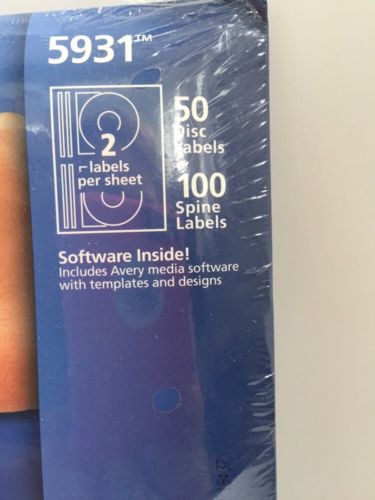 5931™
50
Disc
Labels
2
labels
per sheet
100
Spine
Labels
Software Inside!
Includes Avery media software
with templates and designs